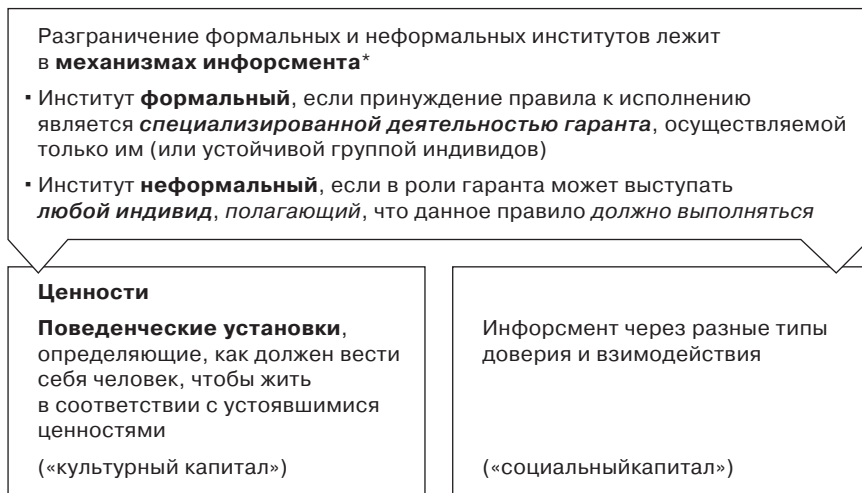 Разграничение формальных и неформальных институтов лежит
в механизмах инфорсмента*
▪ Институт формальный, если принуждение правила к исполнению
является специализированной деятельностью гаранта, осуществляемой
только им (или устойчивой группой индивидов)
▪ Институт неформальный, если в роли гаранта может выступать
любой индивид, полагающий, что данное правило должно выполняться
Ценности
Поведенческие установки,
определяющие, как должен вести
себя человек, чтобы жить
в соответствии с устоявшимися
ценностями
(«культурный капитал»)
Инфорсмент через разные типы
доверия и взимодействия
(«социальныйкапитал»)